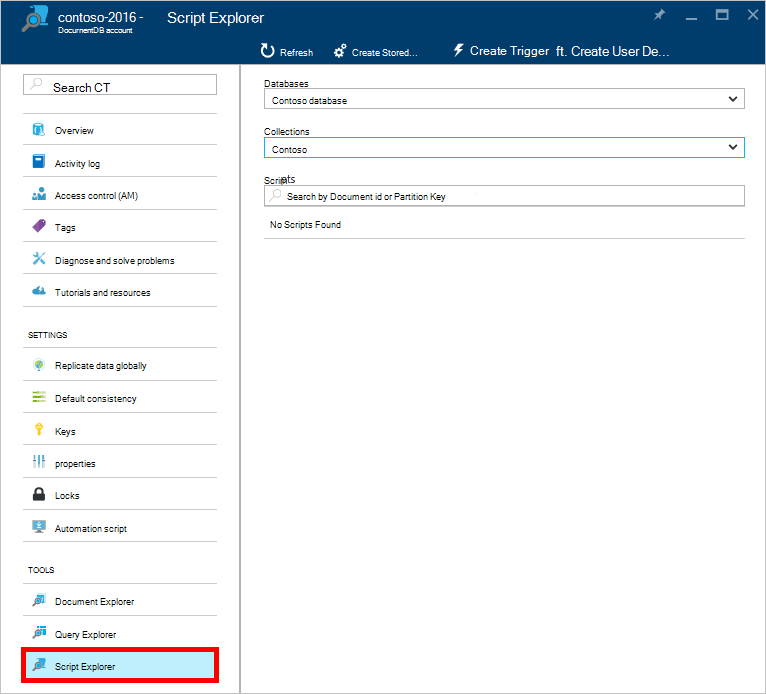 contoso-2016 - Script Explorer
DocumentDB account
Refresh Create Stored... Create Trigger ft. Create User De...
Search CT
Overview
Activity log
Access control (AM)
Tags
Diagnose and solve problems
Tutorials and resources
SETTINGS
Replicate data globally
Default consistency
Keys
properties
Locks
Automation script
TOOLS
Document Explorer
Query Explorer
Script Explorer
Databases
Contoso database
Collections
Contoso
Scripts
Search by Document id or Partition Key
No Scripts Found